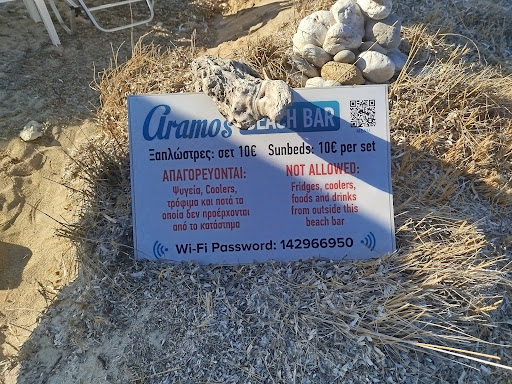 aramo's BEACH BAR
Ξαπλώστρες: σετ 10€ Sunbeds: 10€ per set
ΑΠΑΓΟΡΕΥΟΝΤΑΙ:
Ψυγεία, Coolers,
τρόφιμα και ποτά τα
οποία δεν προέρχονται
από το κατάστημα
NOT ALLOWED:
Fridges, coolers,
foods and drinks
from outside this
beach bar
Wi-Fi Password: 142966950